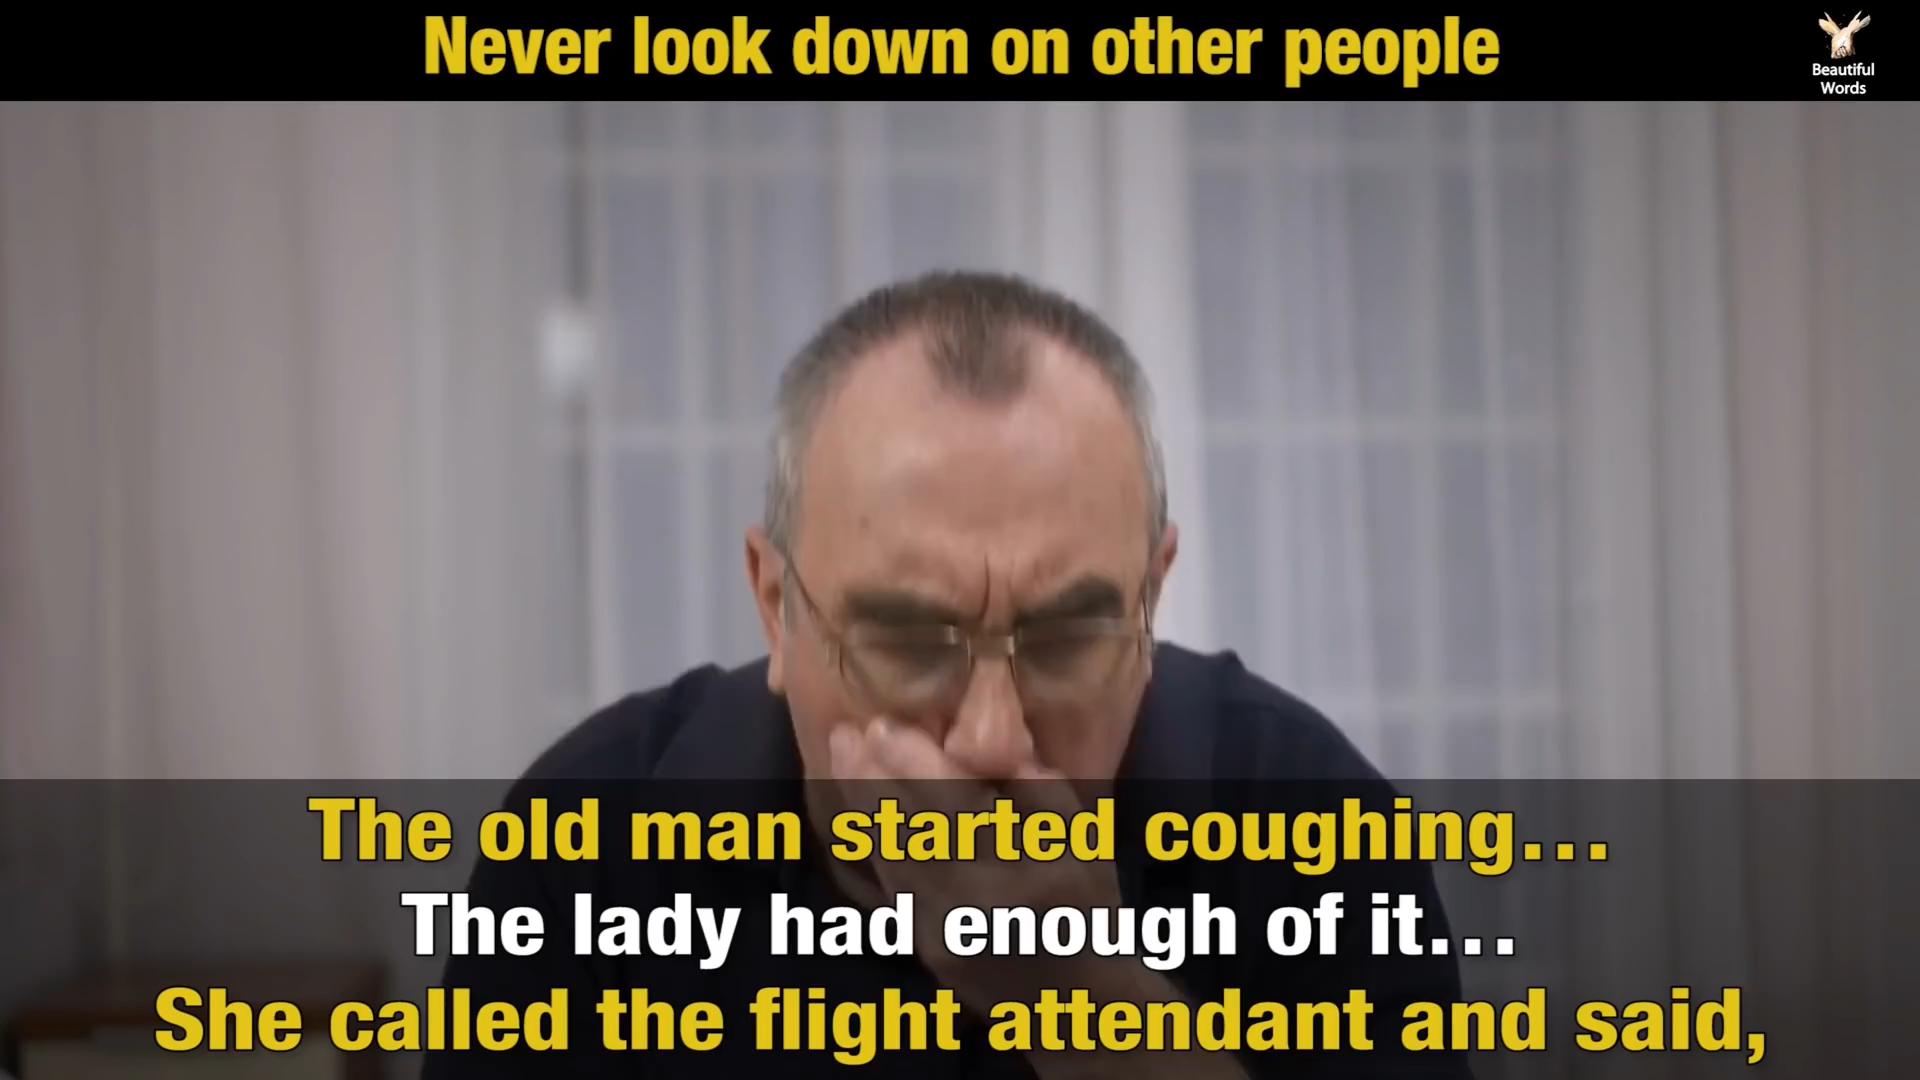 Never look down on other people
Beautiful
Words
The old man started coughing...
The lady had enough of it...
She called the flight attendant and said,